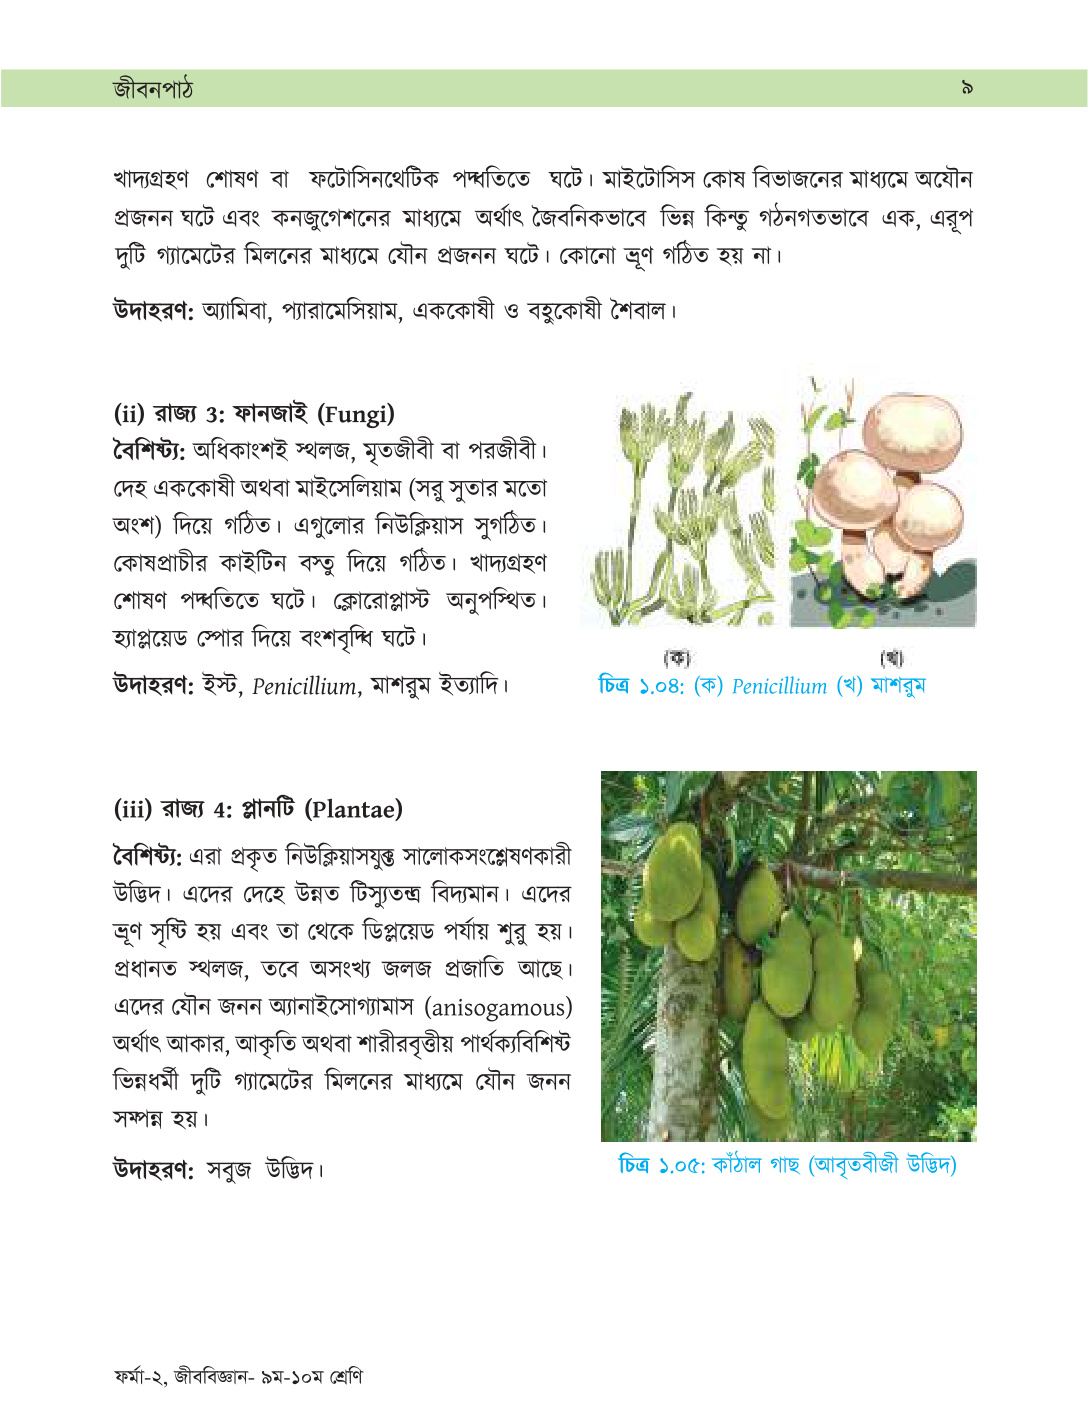 জীবনপাঠ ৯
খাদ্যগ্রহণ শোষণ বা ফটোসিনথেটিক পদ্ধতিতে ঘটে। মাইটোসিস কোষ বিভাজনের মাধ্যমে অযৌন
প্রজনন ঘটে এবং কনজুগেশনের মাধ্যমে অর্থাৎ জৈবনিকভাবে ভিন্ন কিন্তু গঠনগতভাবে এক, এরূপ
দুটি গ্যামেটের মিলনের মাধ্যমে যৌন প্রজনন ঘটে। কোনো ভ্রূণ গঠিত হয় না।
উদাহরণ: অ্যামিবা, প্যারামেসিয়াম, এককোষী ও বহুকোষী শৈবাল।
(ii) রাজ্য 3: ফানজাই (Fungi)
বৈশিষ্ট্য: অধিকাংশই স্থলজ, মৃতজীবী বা পরজীবী।
দেহ এককোষী অথবা মাইসেলিয়াম (সরু সুতার মতো
অংশ) দিয়ে গঠিত। এগুলোর নিউক্লিয়াস সুগঠিত।
কোষপ্রাচীর কাইটিন বস্তু দিয়ে গঠিত। খাদ্যগ্রহণ
শোষণ পদ্ধতিতে ঘটে। ক্লোরোপ্লাস্ট অনুপস্থিত।
হ্যাপ্লয়েড স্পোর দিয়ে বংশবৃদ্ধি ঘটে।
উদাহরণ: ইস্ট, Penicillium, মাশরুম ইত্যাদি।
(ক) (খ)
চিত্র ১.০৪: (ক) Penicillium (খ) মাশরুম
(iii) রাজ্য 4: প্লানটি (Plantae)
বৈশিষ্ট্য: এরা প্রকৃত নিউক্লিয়াসযুক্ত সালোকসংশ্লেষণকারী
উদ্ভিদ। এদের দেহে উন্নত টিস্যুতন্ত্র বিদ্যমান। এদের
ভ্রূণ সৃষ্টি হয় এবং তা থেকে ডিপ্লয়েড পর্যায় শুরু হয়।
প্রধানত স্থলজ, তবে অসংখ্য জলজ প্রজাতি আছে।
এদের যৌন জনন অ্যানাইসোগ্যামাস (anisogamous)
অর্থাৎ আকার, আকৃতি অথবা শারীরবৃত্তীয় পার্থক্যবিশিষ্ট
ভিন্নধর্মী দুটি গ্যামেটের মিলনের মাধ্যমে যৌন জনন
সম্পন্ন হয়।
উদাহরণ: সবুজ উদ্ভিদ।
চিত্র ১.০৫: কাঁঠাল গাছ (আবৃতবীজী উদ্ভিদ)
ফর্মা-২, জীববিজ্ঞান- ৯ম-১০ম শ্রেণি